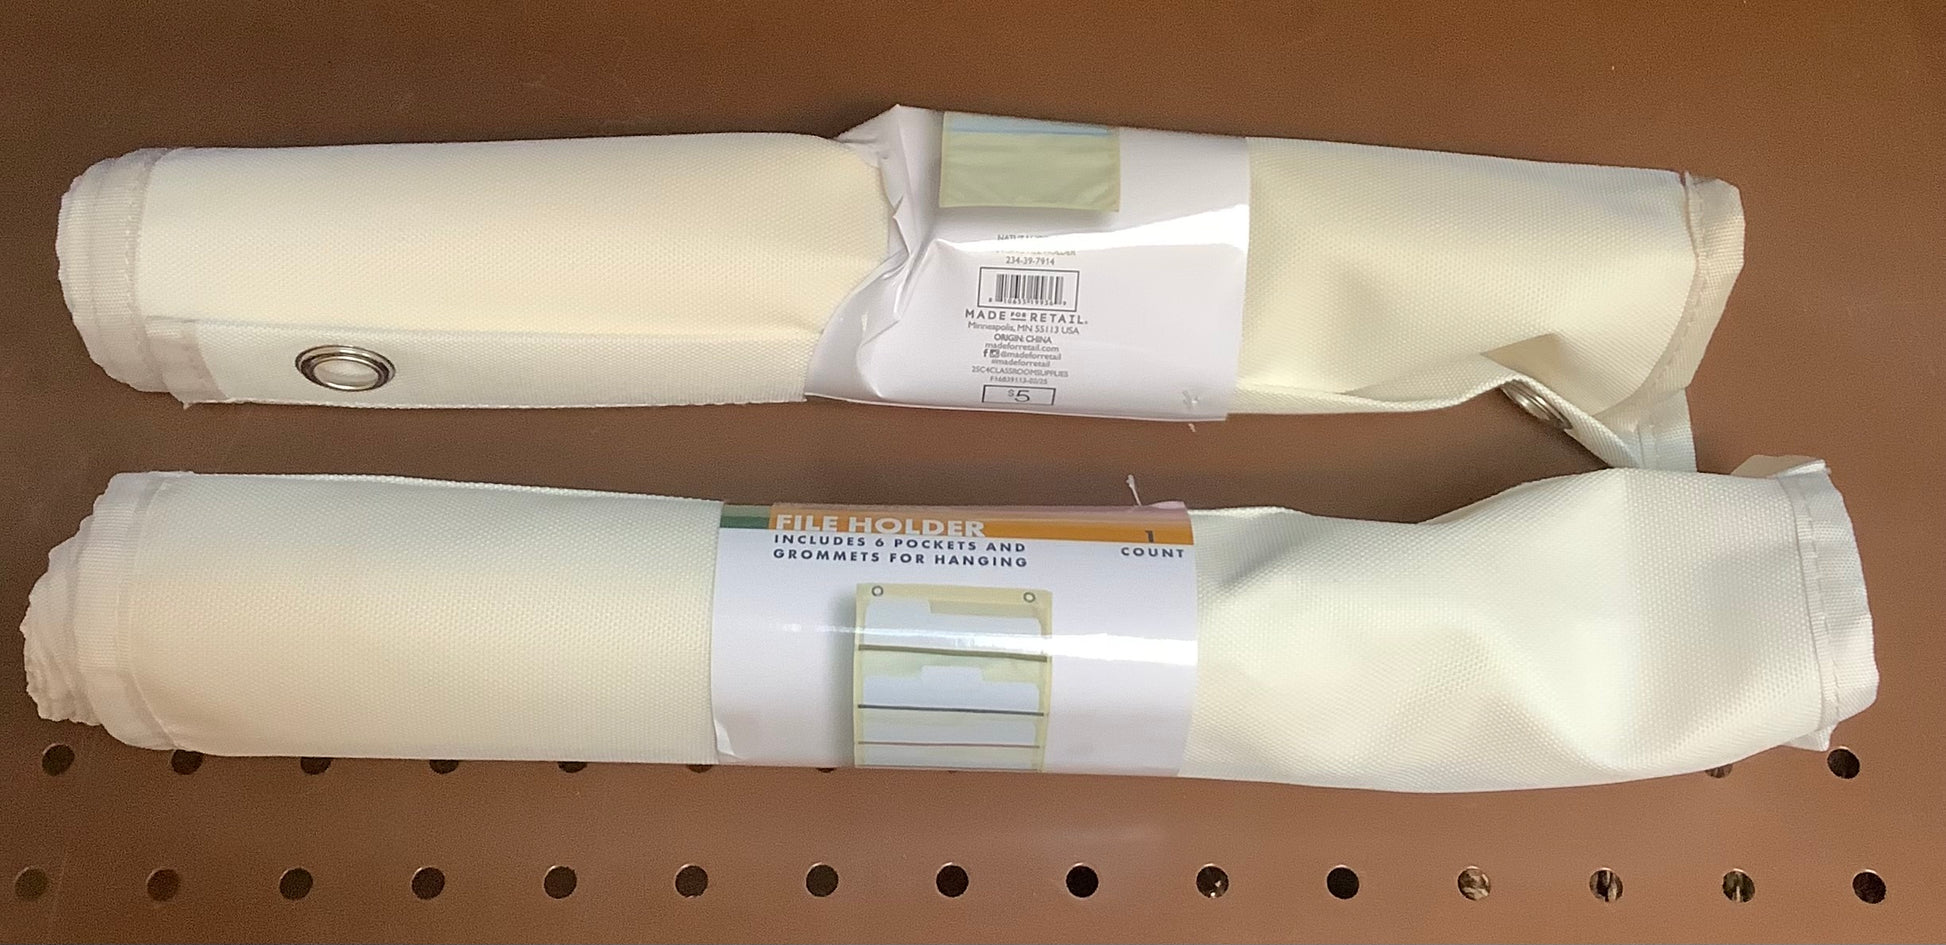 234-39-7914
MADE FOR RETAIL®
Minneapolis, MN 55113 USA
ORIGIN: CHINA
madeforretail.com
@madeforretail
#madeforretail
25C4CLASSROOMSUPPLIES
$5
FILE HOLDER
INCLUDES 6 POCKETS AND
GROMMETS FOR HANGING
1
COUNT